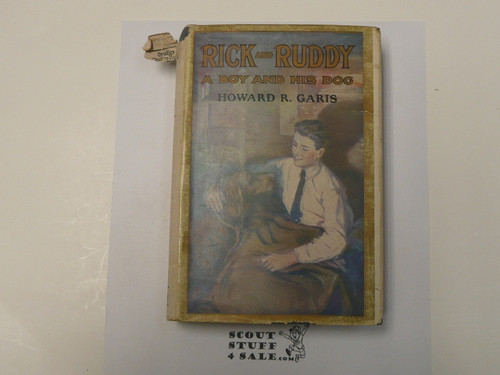 RICK AND RUDDY
A BOY AND HIS DOG
HOWARD R. GARIS
SCOUT
STUFF
4 SALE.com